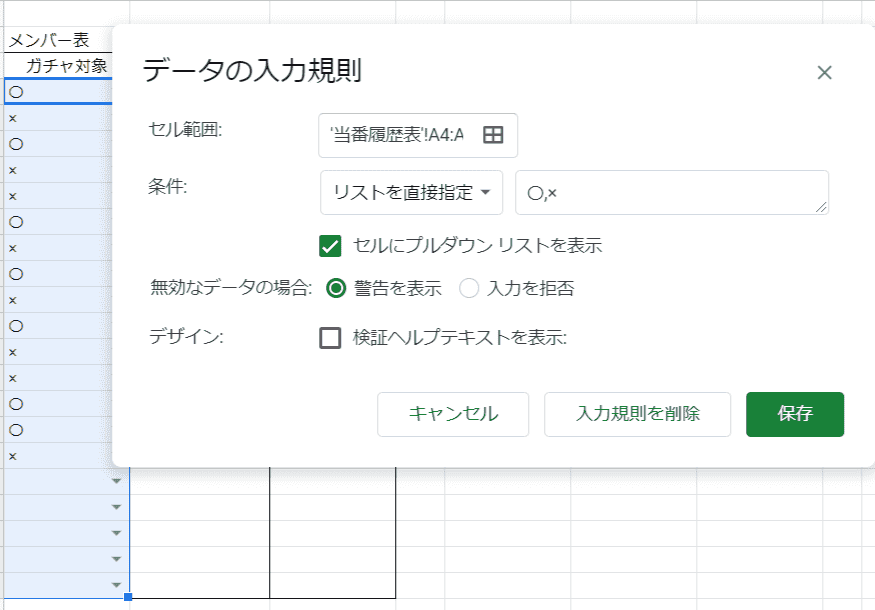 メンバー表
ガチャ対象
〇
×
〇
×
×
〇
×
〇
×
〇
×
×
〇
〇
×
データの入力規則
セル範囲:
'当番履歴表'!A4:A
条件:
リストを直接指定
〇,×
セルにプルダウン リストを表示
無効なデータの場合: 警告を表示 入力を拒否
デザイン: 検証ヘルプテキストを表示:
キャンセル 入力規則を削除 保存